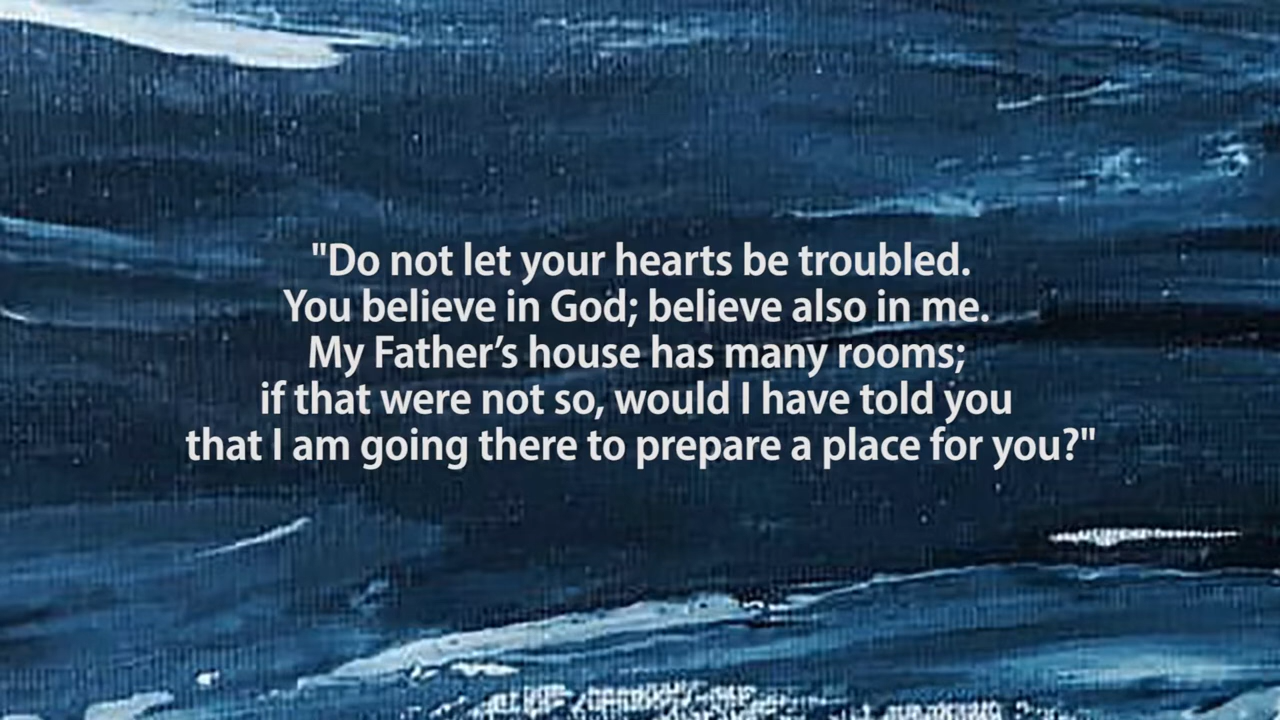 "Do not let your hearts be troubled.
You believe in God; believe also in me.
My Father’s house has many rooms;
if that were not so, would I have told you
that I am going there to prepare a place for you?"